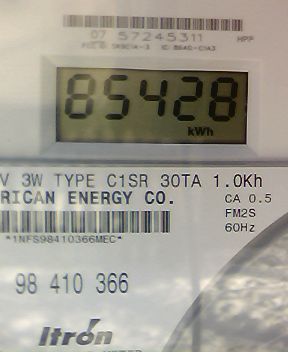 07 57245311 HPP
85428
kWh
V 3W TYPE C1SR 30TA 1.0Kh
RICAN ENERGY CO. CA 0.5
FM2S
*1NFS98410366MEC* 60Hz
98 410 366
Itron